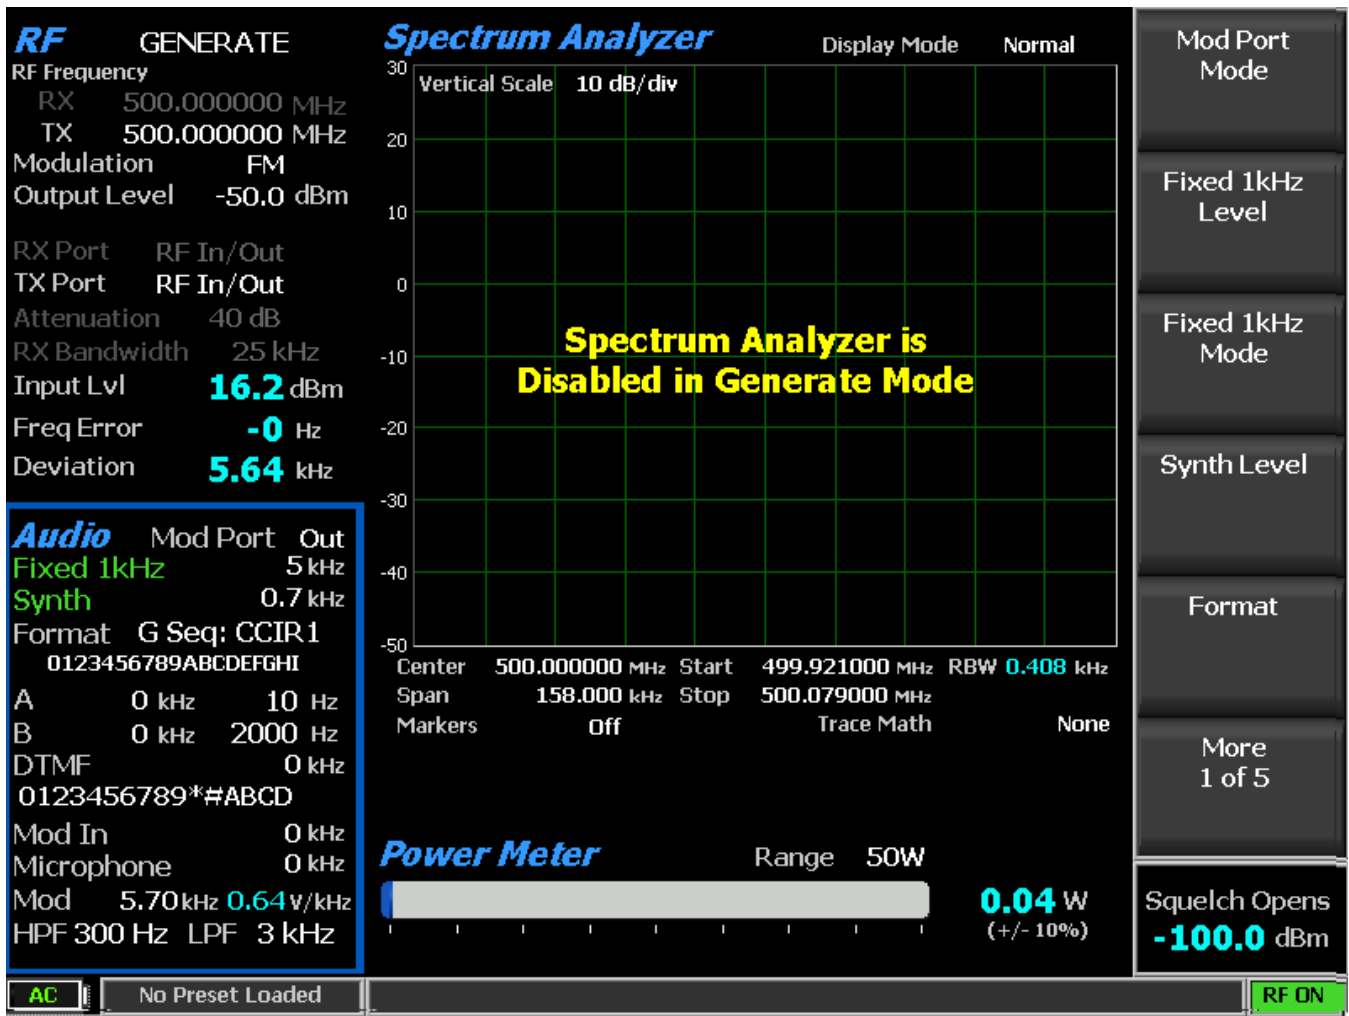 RF GENERATE
RF Frequency
RX 500.000000 MHz
TX 500.000000 MHz
Modulation FM
Output Level -50.0 dBm
RX Port RF In/Out
TX Port RF In/Out
Attenuation 40 dB
RX Bandwidth 25 kHz
Input Lvl 16.2 dBm
Freq Error -0 Hz
Deviation 5.64 kHz
Audio Mod Port Out
Fixed 1kHz 5 kHz
Synth 0.7 kHz
Format G Seq: CCIR1
0123456789ABCDEFGHI
A 0 kHz 10 Hz
B 0 kHz 2000 Hz
DTMF 0 kHz
0123456789*#ABCD
Mod In 0 kHz
Microphone 0 kHz
Mod 5.70 kHz 0.64 V/kHz
HPF 300 Hz LPF 3 kHz
Spectrum Analyzer Display Mode Normal
Vertical Scale 10 dB/div
30
20
10
0
-10
-20
-30
-40
-50
Spectrum Analyzer is
Disabled in Generate Mode
Center 500.000000 MHz Start 499.921000 MHz RBW 0.408 kHz
Span 158.000 kHz Stop 500.079000 MHz
Markers Off Trace Math None
Power Meter Range 50W
0.04 W
(+/- 10%)
Mod Port
Mode
Fixed 1kHz
Level
Fixed 1kHz
Mode
Synth Level
Format
More
1 of 5
Squelch Opens
-100.0 dBm
AC No Preset Loaded RF ON